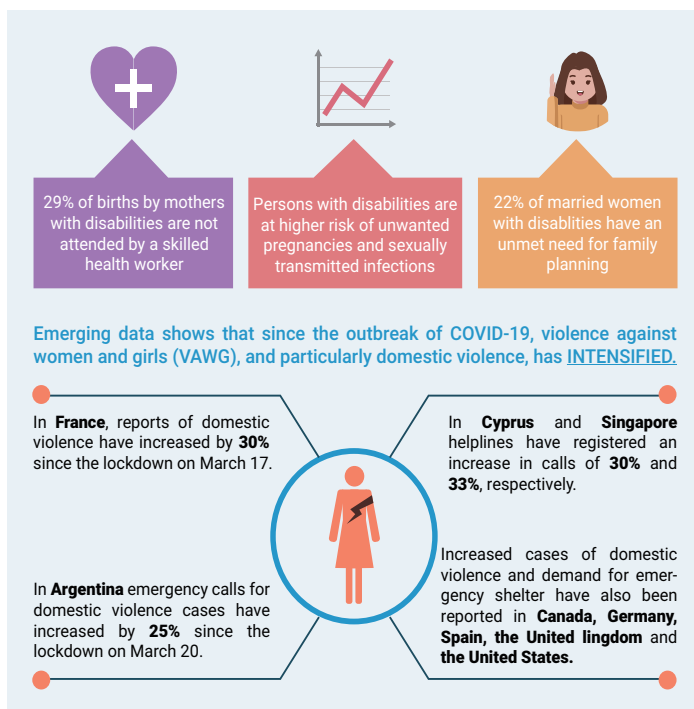 29% of births by mothers
with disabilities are not
attended by a skilled
health worker
Persons with disabilities are
at higher risk of unwanted
pregnancies and sexually
transmitted infections
22% of married women
with disablities have an
unmet need for family
planning
Emerging data shows that since the outbreak of COVID-19, violence against
women and girls (VAWG), and particularly domestic violence, has INTENSIFIED.
In France, reports of domestic
violence have increased by 30%
since the lockdown on March 17.
In Cyprus and Singapore
helplines have registered an
increase in calls of 30% and
33%, respectively.
In Argentina emergency calls for
domestic violence cases have
increased by 25% since the
lockdown on March 20.
Increased cases of domestic
violence and demand for emer-
gency shelter have also been
reported in Canada, Germany,
Spain, the United lingdom and
the United States.